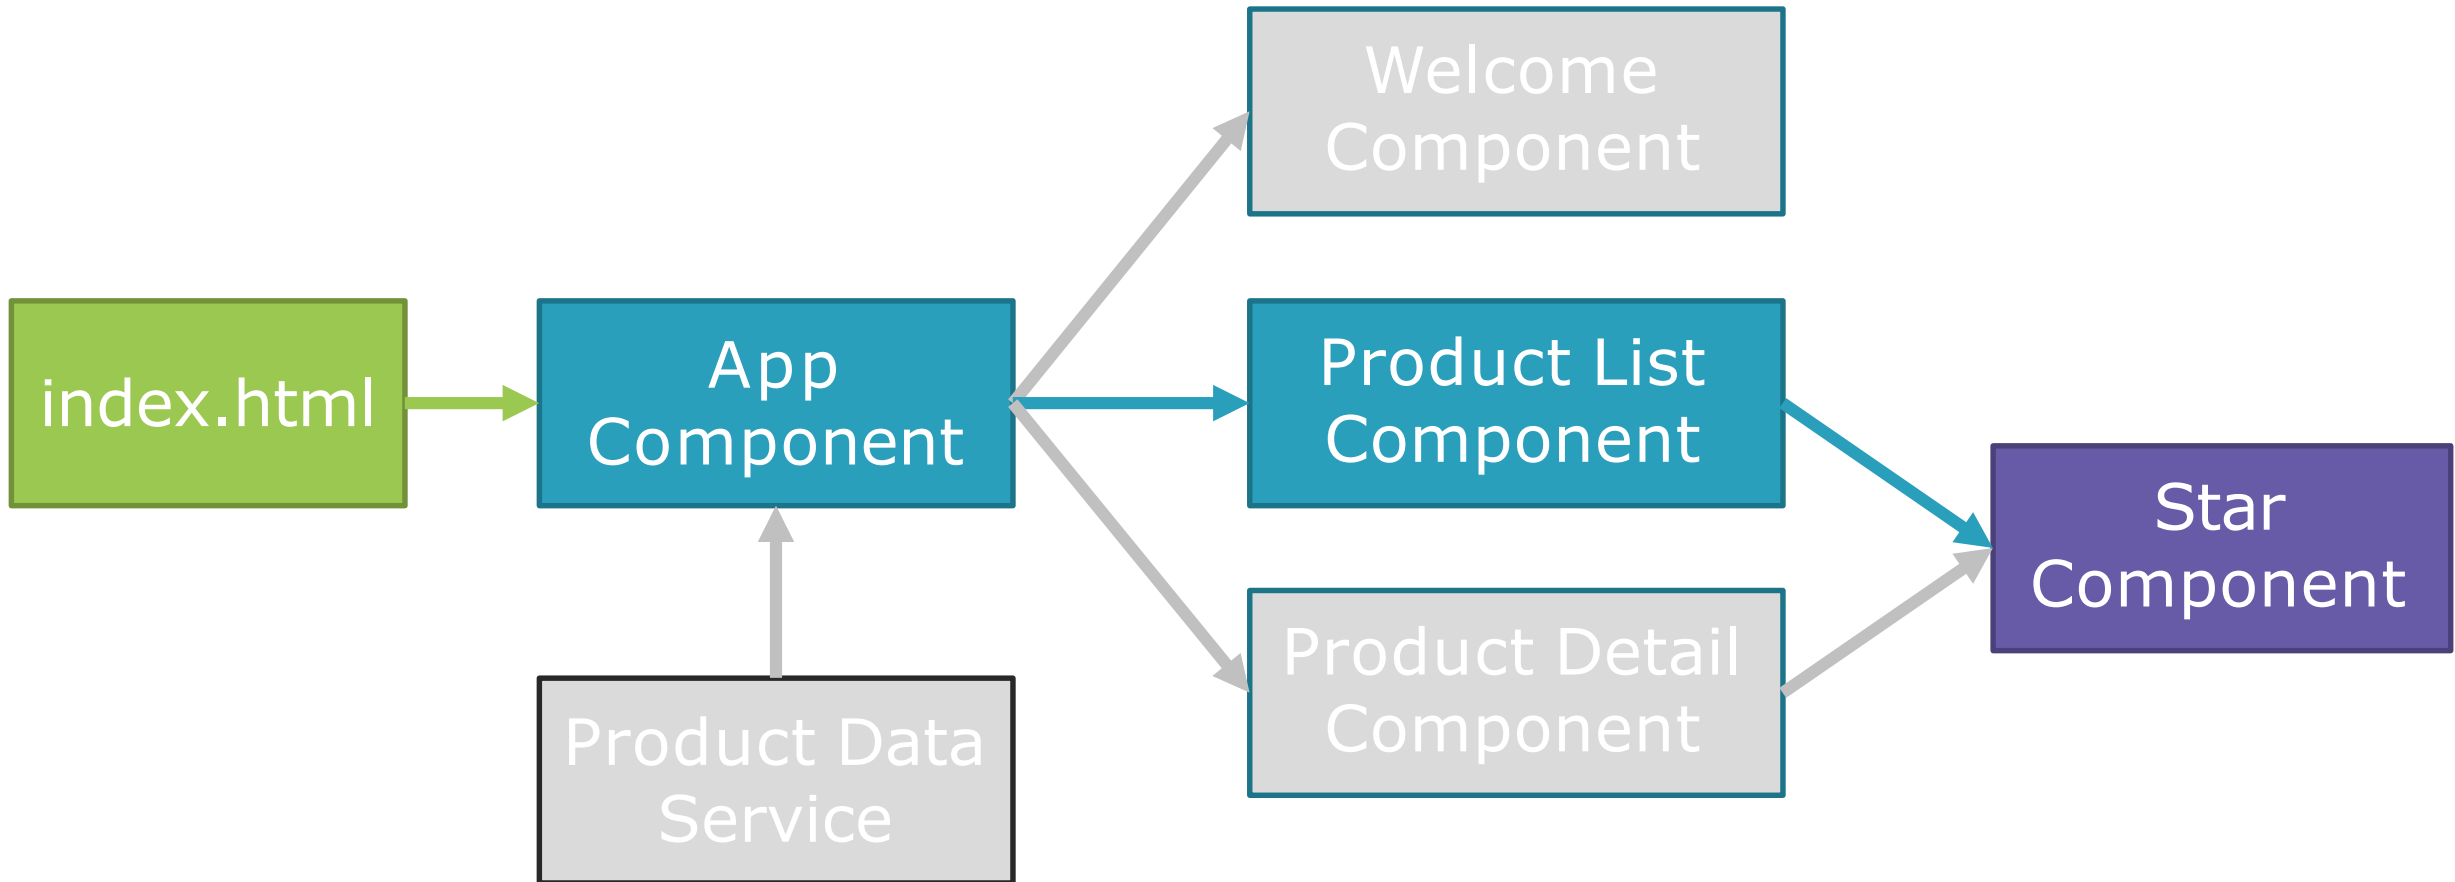 Welcome
Component
index.html
App
Component
Product List
Component
Star
Component
Product Detail
Component
Product Data
Service